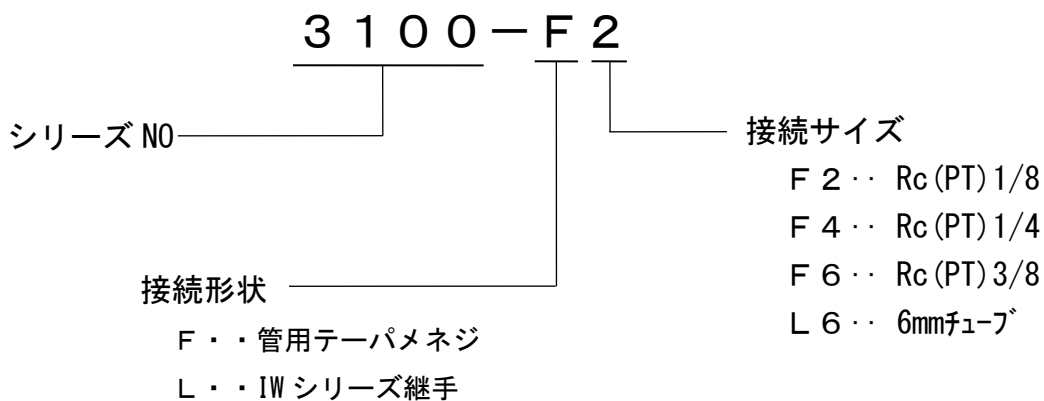 ３１００－Ｆ２
シリーズ NO
接続サイズ
Ｆ２‥ Rc(PT)1/8
Ｆ４‥ Rc(PT)1/4
Ｆ６‥ Rc(PT)3/8
Ｌ６‥ 6mmﾁｭｰﾌﾞ
接続形状
Ｆ・・管用テーパメネジ
Ｌ・・IW シリーズ継手